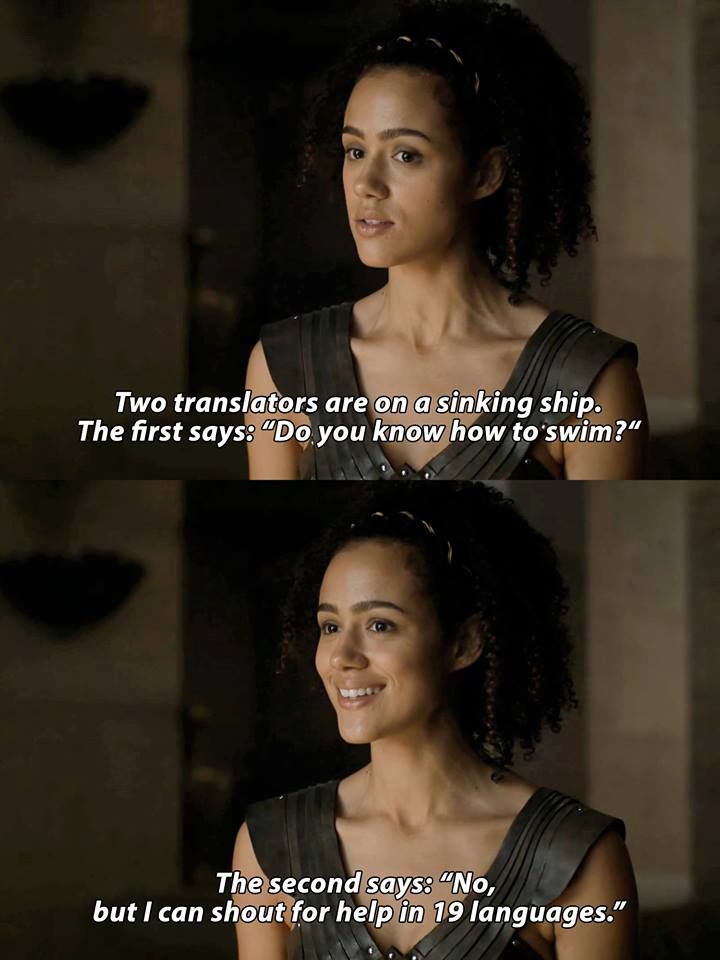 Two translators are on a sinking ship.
The first says: “Do you know how to swim?“
The second says: “No,
but I can shout for help in 19 languages.”